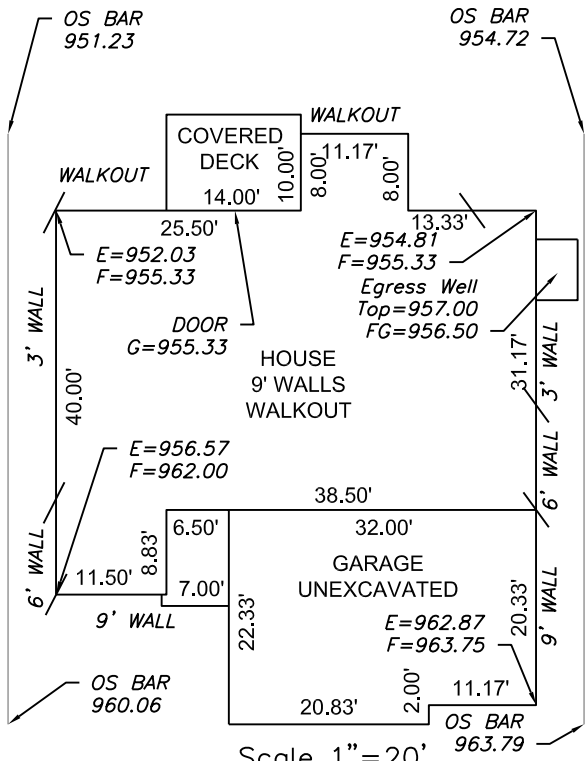 OS BAR
951.23
OS BAR
954.72
WALKOUT
COVERED
DECK
10.00'
8.00'
11.17'
8.00'
WALKOUT
14.00'
25.50'
13.33'
E=952.03
F=955.33
E=954.81
F=955.33
Egress Well
Top=957.00
FG=956.50
DOOR
G=955.33
3' WALL
40.00'
HOUSE
9' WALLS
WALKOUT
31.17'
3' WALL
E=956.57
F=962.00
38.50'
6' WALL
6.50'
32.00'
6' WALL
11.50'
8.83'
7.00'
9' WALL
22.33'
GARAGE
UNEXCAVATED
E=962.87
F=963.75
20.33'
9' WALL
OS BAR
960.06
20.83'
2.00'
11.17'
OS BAR
963.79
Scale 1"=20'